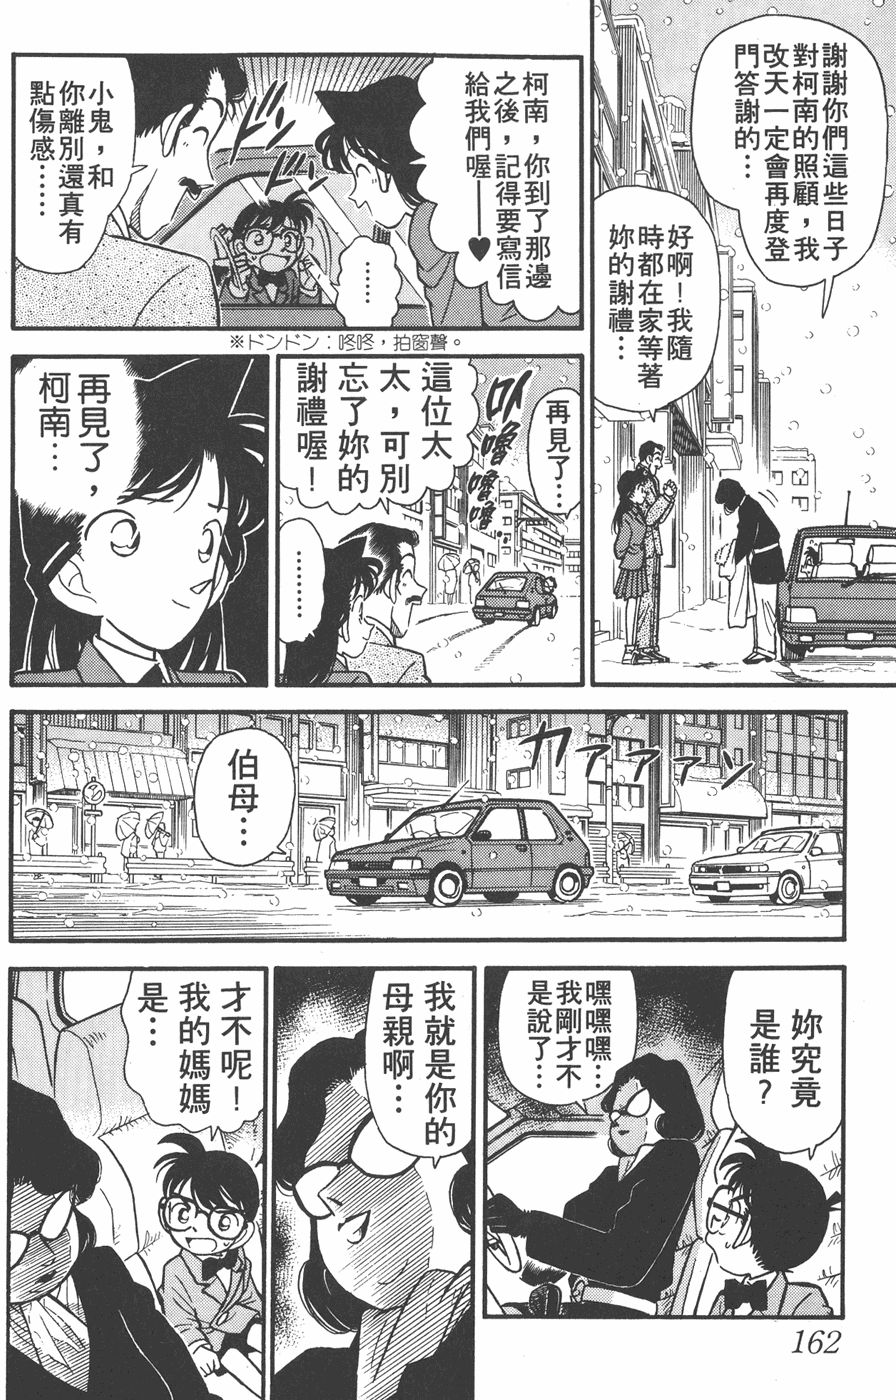 謝謝你們這些日子
對柯南的照顧，我
改天一定會再度登
門答謝的…
好啊！我隨
時都在家等著
妳的謝禮…
柯南，你到了那邊
之後，記得要寫信
給我們喔——♥
…
小鬼，和
你離別還真有
點傷感……
ドンドン
※ドンドン：咚咚，拍窗聲。
再見了…
叭嚕嚕嚕…
這位太
太，可別
忘了妳的
謝禮喔！
……
再見了，
柯南…
カァァァン
伯母…
妳究竟
是誰？
嘿嘿嘿…
我剛才不
是說了…
我就是你的
母親啊…
才不呢！
我的媽媽
是…
162